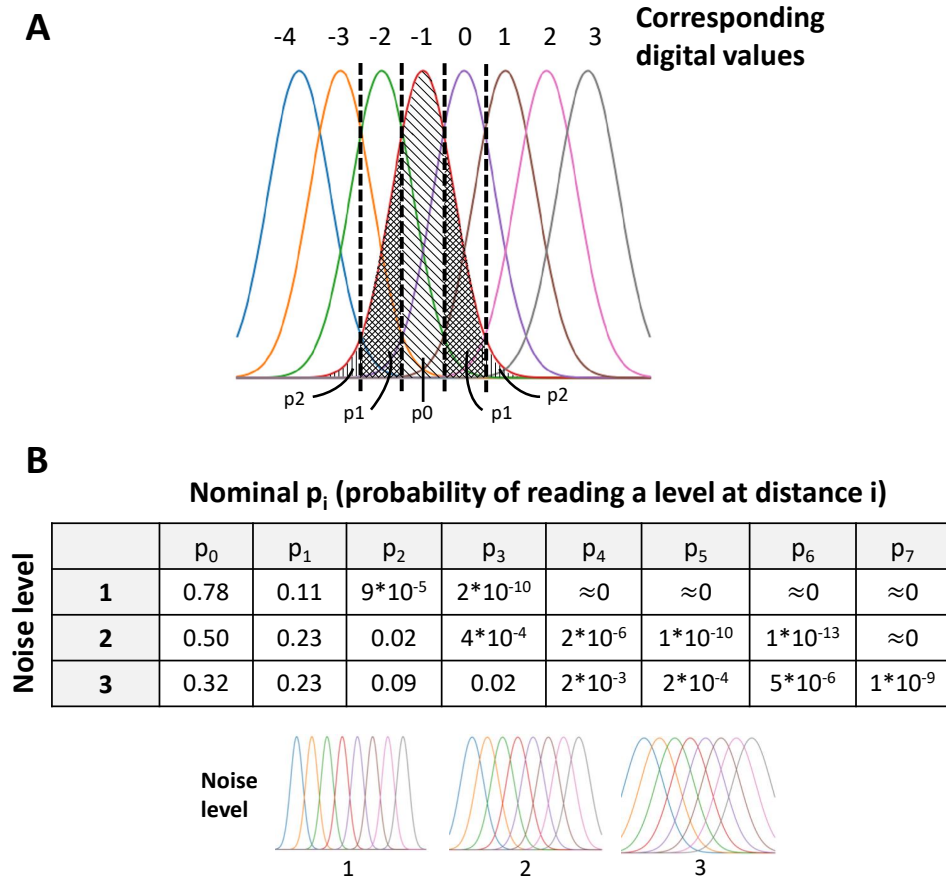 A
Corresponding
digital values
-4 -3 -2 -1 0 1 2 3
p2 p1 p0 p1 p2
B
Nominal pᵢ (probability of reading a level at distance i)
Noise level
p₀ p₁ p₂ p₃ p₄ p₅ p₆ p₇
1 0.78 0.11 9*10⁻⁵ 2*10⁻¹⁰ ≈0 ≈0 ≈0 ≈0
2 0.50 0.23 0.02 4*10⁻⁴ 2*10⁻⁶ 1*10⁻¹⁰ 1*10⁻¹³ ≈0
3 0.32 0.23 0.09 0.02 2*10⁻³ 2*10⁻⁴ 5*10⁻⁶ 1*10⁻⁹
Noise
level
1 2 3